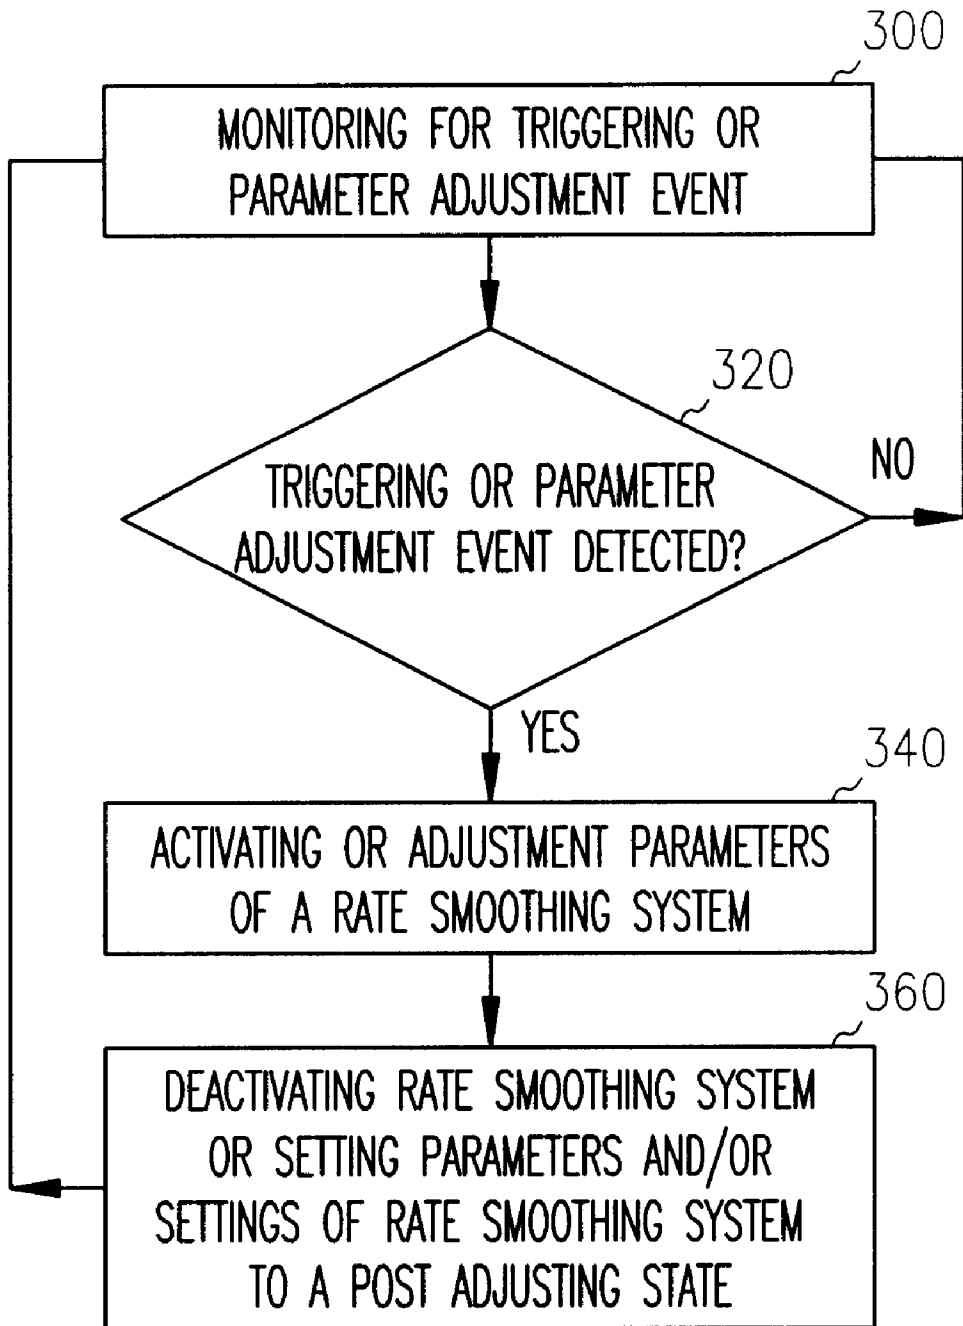 300
MONITORING FOR TRIGGERING OR
PARAMETER ADJUSTMENT EVENT
320
TRIGGERING OR PARAMETER
ADJUSTMENT EVENT DETECTED?
NO
YES
340
ACTIVATING OR ADJUSTMENT PARAMETERS
OF A RATE SMOOTHING SYSTEM
360
DEACTIVATING RATE SMOOTHING SYSTEM
OR SETTING PARAMETERS AND/OR
SETTINGS OF RATE SMOOTHING SYSTEM
TO A POST ADJUSTING STATE